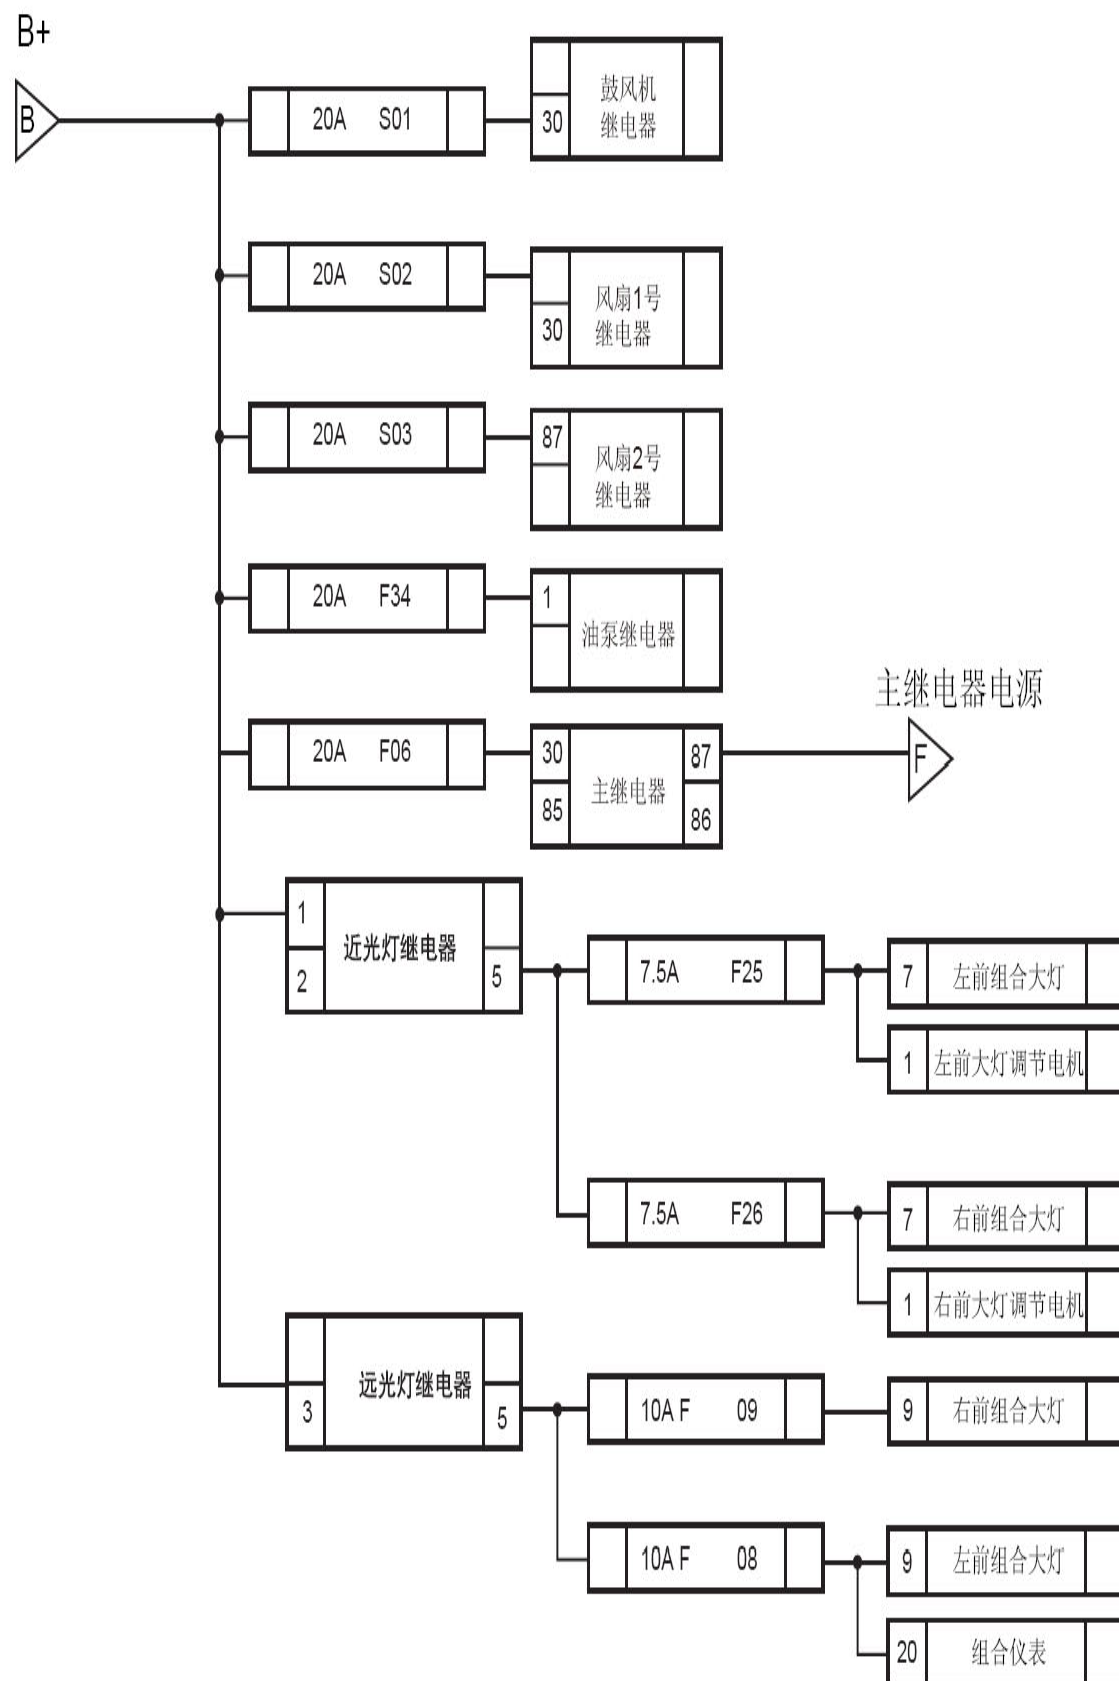 B+
B
20A S01
30
鼓风机
继电器
20A S02
30
风扇1号
继电器
20A S03
87
风扇2号
继电器
20A F34
1
油泵继电器
主继电器电源
20A F06
30
85
主继电器
87
86
F
1
2
近光灯继电器
5
7.5A F25
7
左前组合大灯
1
左前大灯调节电机
7.5A F26
7
右前组合大灯
1
右前大灯调节电机
3
远光灯继电器
5
10A F 09
9
右前组合大灯
10A F 08
9
左前组合大灯
20
组合仪表